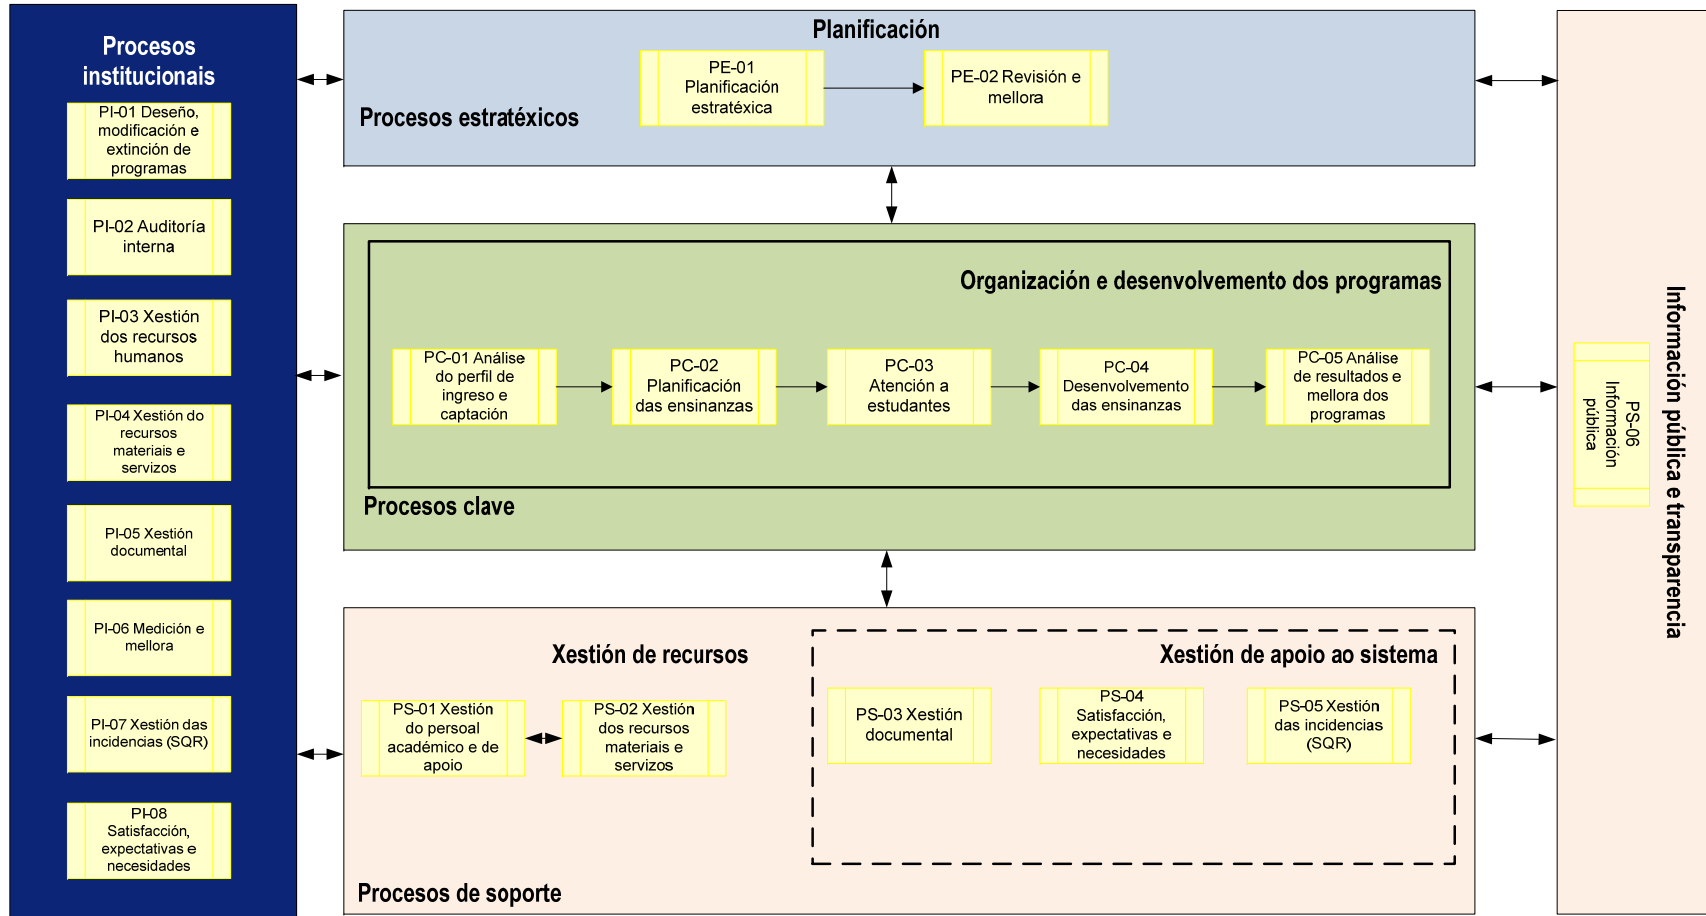 Procesos
institucionais
PI-01 Deseño,
modificación e
extinción de
programas
PI-02 Auditoría
interna
PI-03 Xestión
dos recursos
humanos
PI-04 Xestión do
recursos
materiais e
servizos
PI-05 Xestión
documental
PI-06 Medición e
mellora
PI-07 Xestión das
incidencias (SQR)
PI-08
Satisfacción,
expectativas e
necesidades
Planificación
PE-01
Planificación
estratéxica
PE-02 Revisión e
mellora
Procesos estratéxicos
Organización e desenvolvemento dos programas
PC-01 Análise
do perfil de
ingreso e
captación
PC-02
Planificación
das ensinanzas
PC-03
Atención a
estudantes
PC-04
Desenvolvemento
das ensinanzas
PC-05 Análise
de resultados e
mellora dos
programas
Procesos clave
Xestión de recursos
PS-01 Xestión
do persoal
académico e de
apoio
PS-02 Xestión
dos recursos
materiais e
servizos
Xestión de apoio ao sistema
PS-03 Xestión
documental
PS-04
Satisfacción,
expectativas e
necesidades
PS-05 Xestión
das incidencias
(SQR)
Procesos de soporte
Información pública e transparencia
PS-06
Información
pública